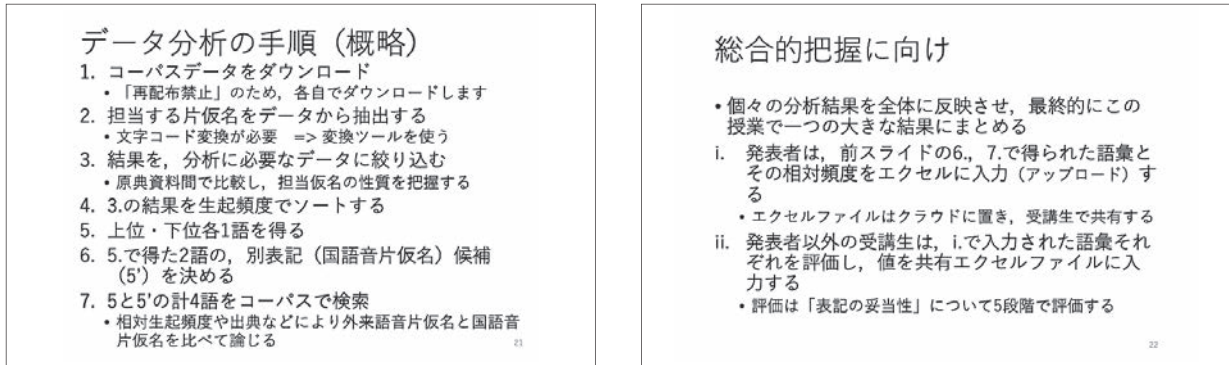 データ分析の手順（概略）
1. コーパスデータをダウンロード
• 「再配布禁止」のため，各自でダウンロードします
2. 担当する片仮名をデータから抽出する
• 文字コード変換が必要　=> 変換ツールを使う
3. 結果を，分析に必要なデータに絞り込む
• 原典資料間で比較し，担当仮名の性質を把握する
4. 3.の結果を生起頻度でソートする
5. 上位・下位各1語を得る
6. 5.で得た2語の，別表記（国語音片仮名）候補
（5'）を決める
7. 5と5'の計4語をコーパスで検索
• 相対生起頻度や出典などにより外来語音片仮名と国語音
片仮名を比べて論じる
21
総合的把握に向け
• 個々の分析結果を全体に反映させ，最終的にこの
授業で一つの大きな結果にまとめる
i. 発表者は，前スライドの6.，7.で得られた語彙と
その相対頻度をエクセルに入力（アップロード）す
る
• エクセルファイルはクラウドに置き，受講生で共有する
ii. 発表者以外の受講生は，i.で入力された語彙それ
ぞれを評価し，値を共有エクセルファイルに入
力する
• 評価は「表記の妥当性」について5段階で評価する
22